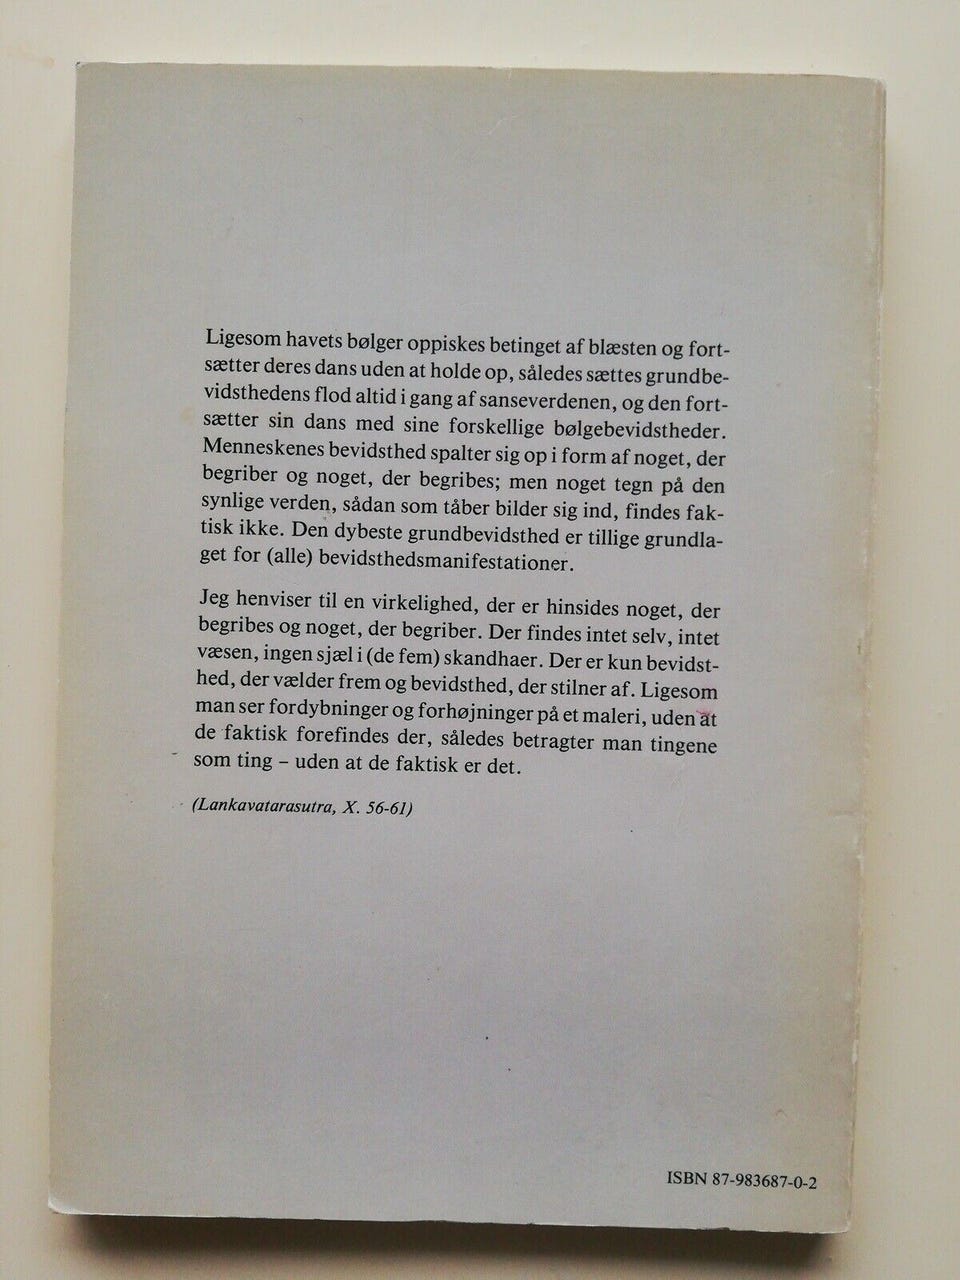 Ligesom havets bølger oppiskes betinget af blæsten og fort-
sætter deres dans uden at holde op, således sættes grundbe-
vidsthedens flod altid i gang af sanseverdenen, og den fort-
sætter sin dans med sine forskellige bølgebevidstheder.
Menneskenes bevidsthed spalter sig op i form af noget, der
begriber og noget, der begribes; men noget tegn på den
synlige verden, sådan som tåber bilder sig ind, findes fak-
tisk ikke. Den dybeste grundbevidsthed er tillige grundla-
get for (alle) bevidsthedsmanifestationer.
Jeg henviser til en virkelighed, der er hinsides noget, der
begribes og noget, der begriber. Der findes intet selv, intet
væsen, ingen sjæl i (de fem) skandhaer. Der er kun bevidst-
hed, der vælder frem og bevidsthed, der stilner af. Ligesom
man ser fordybninger og forhøjninger på et maleri, uden at
de faktisk forefindes der, således betragter man tingene
som ting – uden at de faktisk er det.
(Lankavatarasutra, X. 56-61)
ISBN 87-983687-0-2